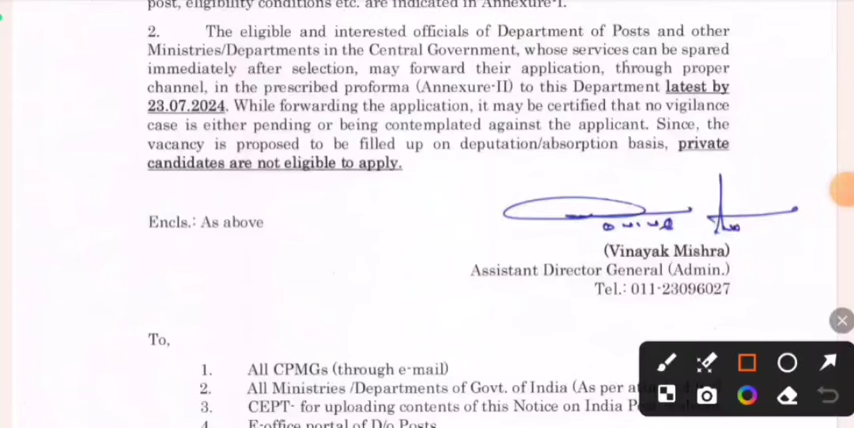 post, eligibility conditions etc. are indicated in Annexure-I.
2. The eligible and interested officials of Department of Posts and other
Ministries/Departments in the Central Government, whose services can be spared
immediately after selection, may forward their application, through proper
channel, in the prescribed proforma (Annexure-II) to this Department latest by
23.07.2024. While forwarding the application, it may be certified that no vigilance
case is either pending or being contemplated against the applicant. Since, the
vacancy is proposed to be filled up on deputation/absorption basis, private
candidates are not eligible to apply.
Encls.: As above
(Vinayak Mishra)
Assistant Director General (Admin.)
Tel.: 011-23096027
To,
1. All CPMGs (through e-mail)
2. All Ministries /Departments of Govt. of India (As per
3. CEPT- for uploading contents of this Notice on India
4. E-office portal of D/o Posts